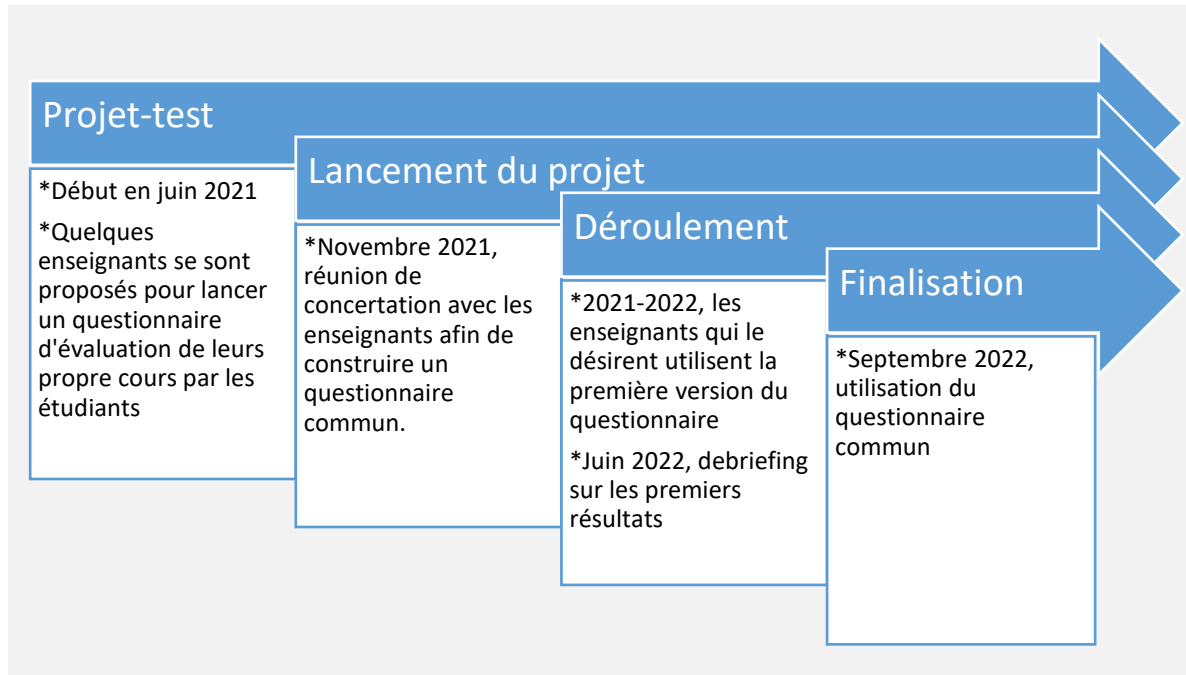 Projet-test
*Début en juin 2021
*Quelques
enseignants se sont
proposés pour lancer
un questionnaire
d'évaluation de leurs
propre cours par les
étudiants
Lancement du projet
*Novembre 2021,
réunion de
concertation avec les
enseignants afin de
construire un
questionnaire
commun.
Déroulement
*2021-2022, les
enseignants qui le
désirent utilisent la
première version du
questionnaire
*Juin 2022, debriefing
sur les premiers
résultats
Finalisation
*Septembre 2022,
utilisation du
questionnaire
commun